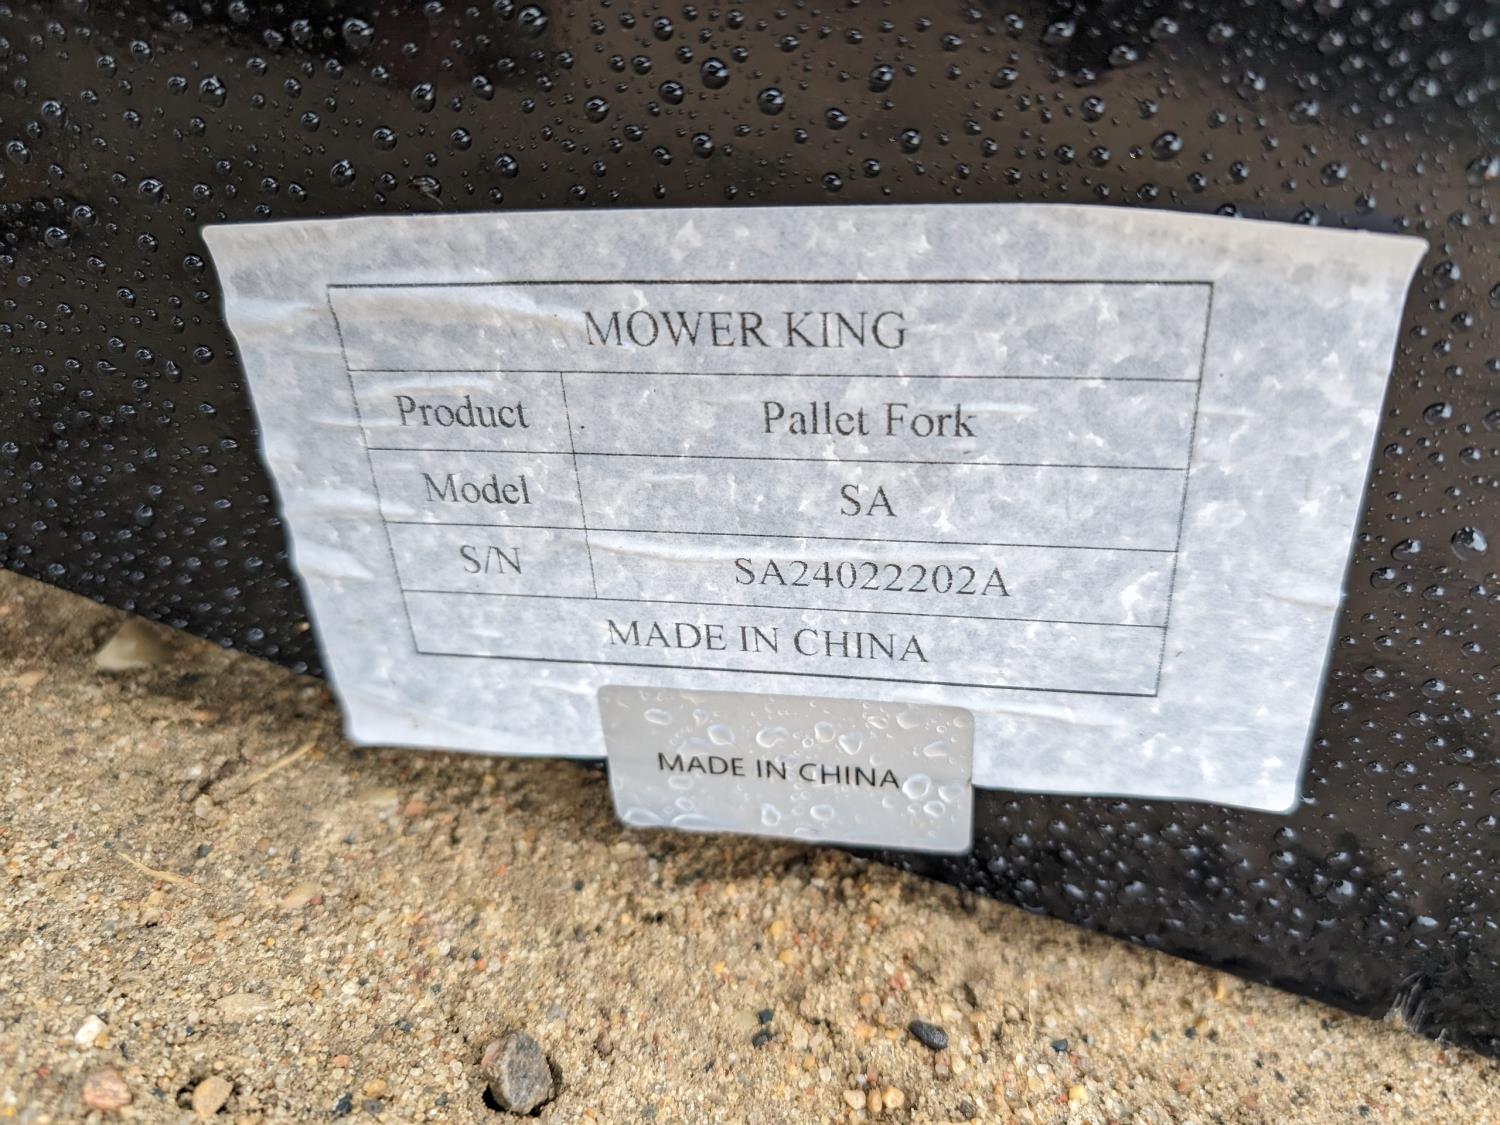 MOWER KING
Product Pallet Fork
Model SA
S/N SA24022202A
MADE IN CHINA
MADE IN CHINA